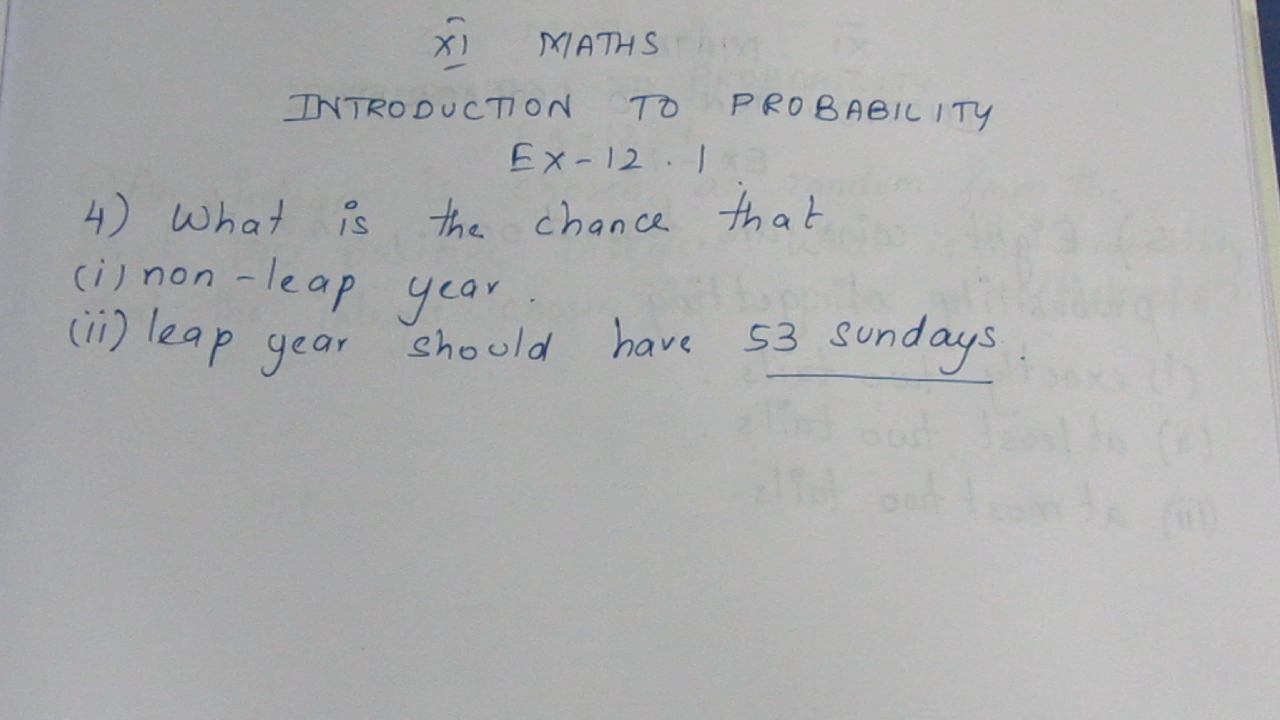 XI MATHS
INTRODUCTION TO PROBABILITY
Ex-12.1
4) What is the chance that
(i) non-leap year.
(ii) leap year should have 53 sundays.